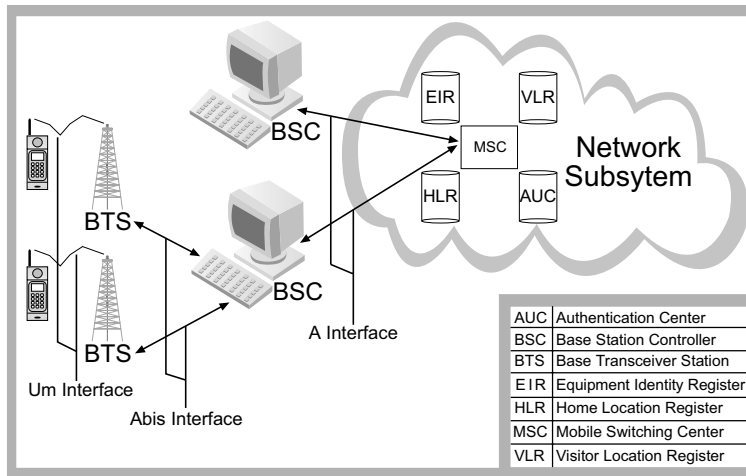 EIR
VLR
BSC
MSC
Network
Subsytem
HLR
AUC
BTS
BSC
BTS
A Interface
Um Interface
Abis Interface
AUC Authentication Center
BSC Base Station Controller
BTS Base Transceiver Station
EIR Equipment Identity Register
HLR Home Location Register
MSC Mobile Switching Center
VLR Visitor Location Register